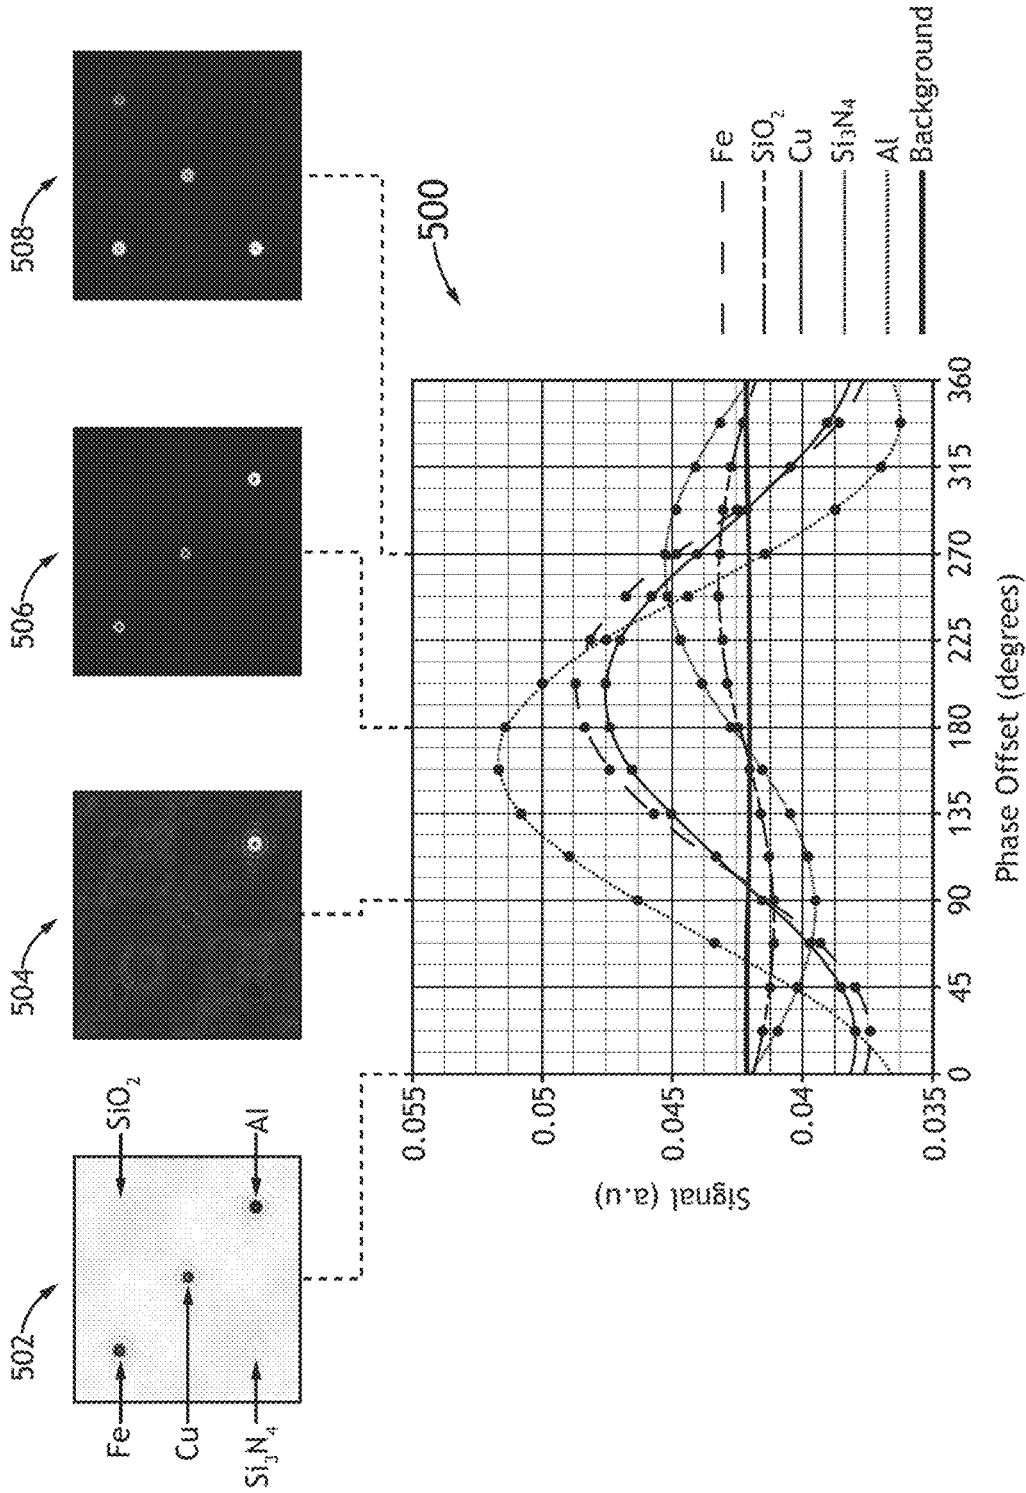 502
504
506
508
Fe
Cu
Si3N4
SiO2
Al
500
Signal (a.u)
0.055
0.05
0.045
0.04
0.035
0
45
90
135
180
225
270
315
360
Phase Offset (degrees)
Fe
SiO2
Cu
Si3N4
Al
Background